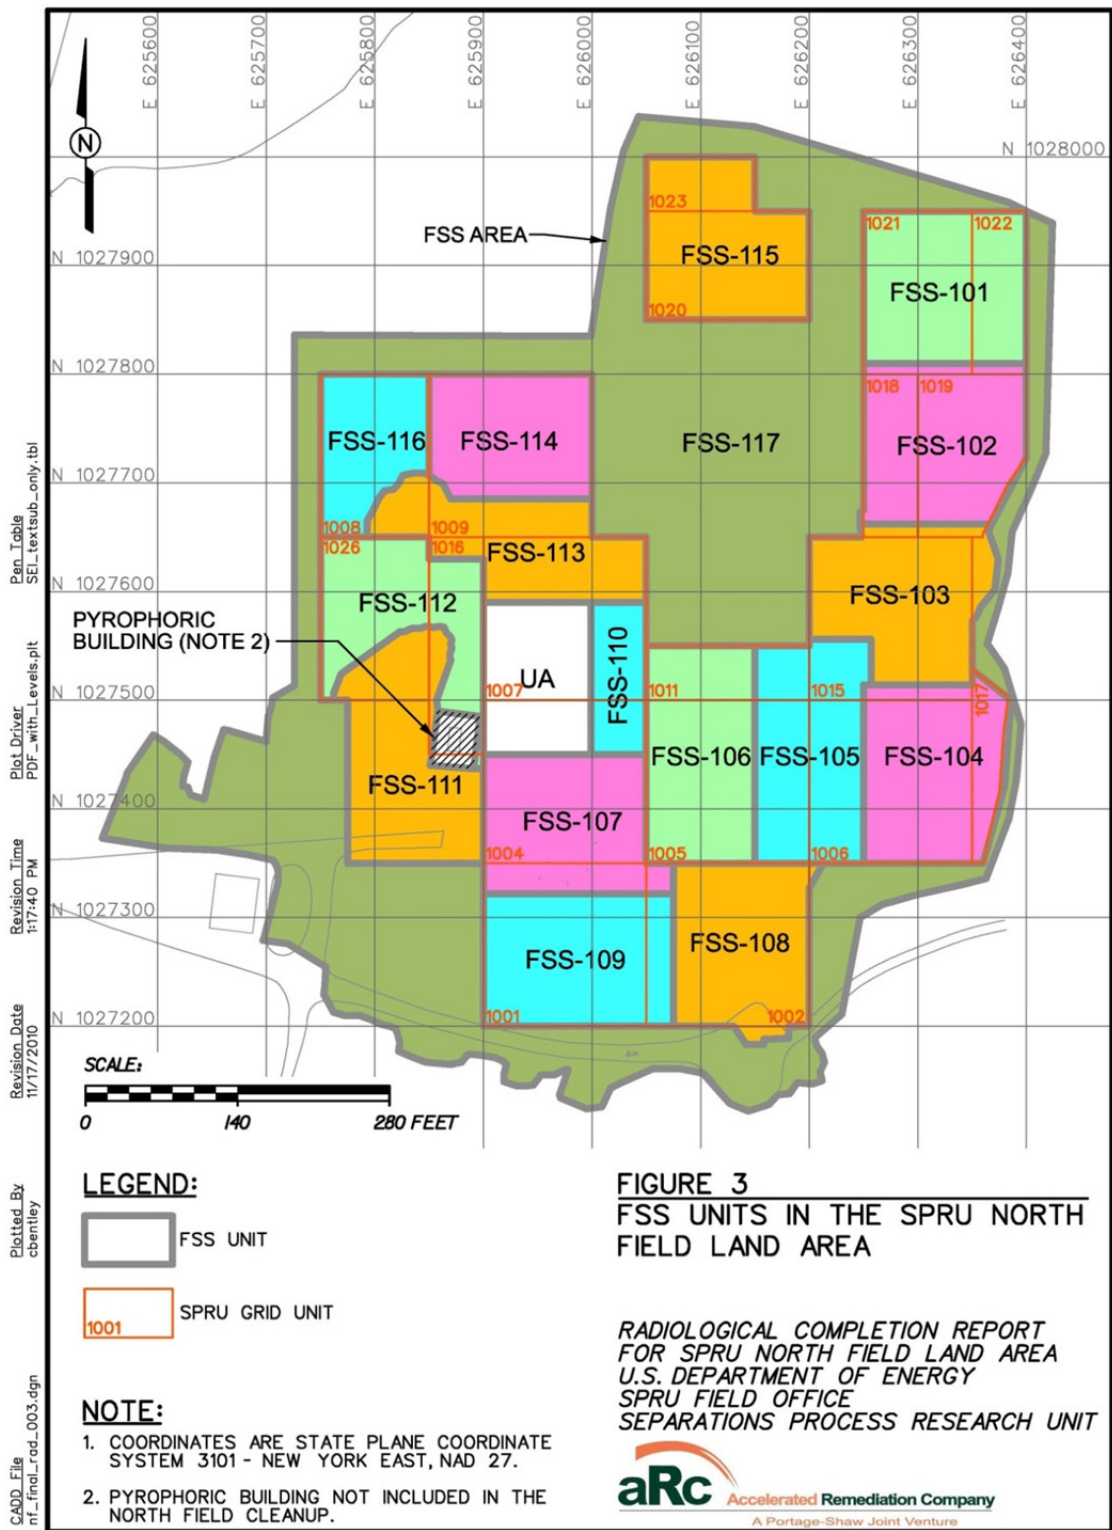 E 625600
E 625700
E 625800
E 625900
E 626000
E 626100
E 626200
E 626300
E 626400
N
N 1028000
1023
1021
1022
FSS AREA
FSS-115
N 1027900
FSS-101
1020
N 1027800
1018
1019
FSS-116
FSS-114
FSS-117
FSS-102
N 1027700
1008
1009
1026
1016
FSS-113
N 1027600
FSS-112
FSS-103
PYROPHORIC
BUILDING (NOTE 2)
FSS-110
UA
1007
1011
1015
1017
N 1027500
FSS-106
FSS-105
FSS-104
FSS-111
N 1027400
FSS-107
1004
1005
1006
N 1027300
FSS-108
FSS-109
1001
1002
N 1027200
SCALE:
0
140
280 FEET
Pen Table
SEI_textsub_only.tbl
Plot Driver
PDF_with_Levels.plt
Revision Time
1:17:40 PM
Revision Date
11/17/2010
Plotted By
cbentley
CADD File
nf_final_rad_003.dgn
LEGEND:
FSS UNIT
1001
SPRU GRID UNIT
NOTE:
1. COORDINATES ARE STATE PLANE COORDINATE
SYSTEM 3101 - NEW YORK EAST, NAD 27.
2. PYROPHORIC BUILDING NOT INCLUDED IN THE
NORTH FIELD CLEANUP.
FIGURE 3
FSS UNITS IN THE SPRU NORTH
FIELD LAND AREA
RADIOLOGICAL COMPLETION REPORT
FOR SPRU NORTH FIELD LAND AREA
U.S. DEPARTMENT OF ENERGY
SPRU FIELD OFFICE
SEPARATIONS PROCESS RESEARCH UNIT
aRc Accelerated Remediation Company
A Portage-Shaw Joint Venture